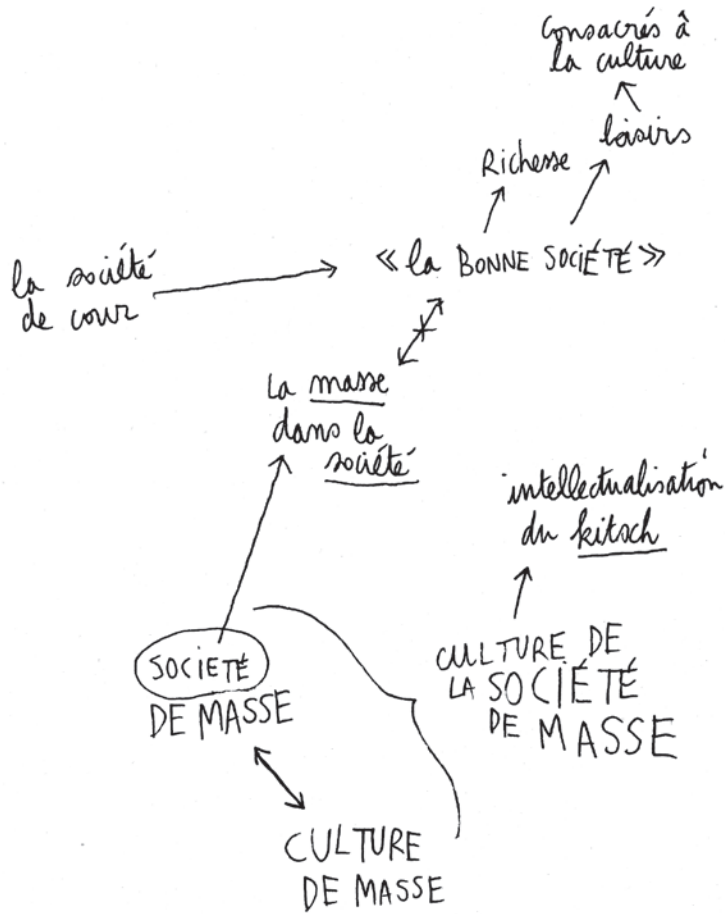 Consacrés à
la culture
loisirs
Richesse
« la BONNE SOCIÉTÉ »
la société
de cour
La masse
dans la
société
intellectualisation
du kitsch
SOCIETÉ
DE MASSE
CULTURE DE
LA SOCIÉTÉ
DE MASSE
CULTURE
DE MASSE